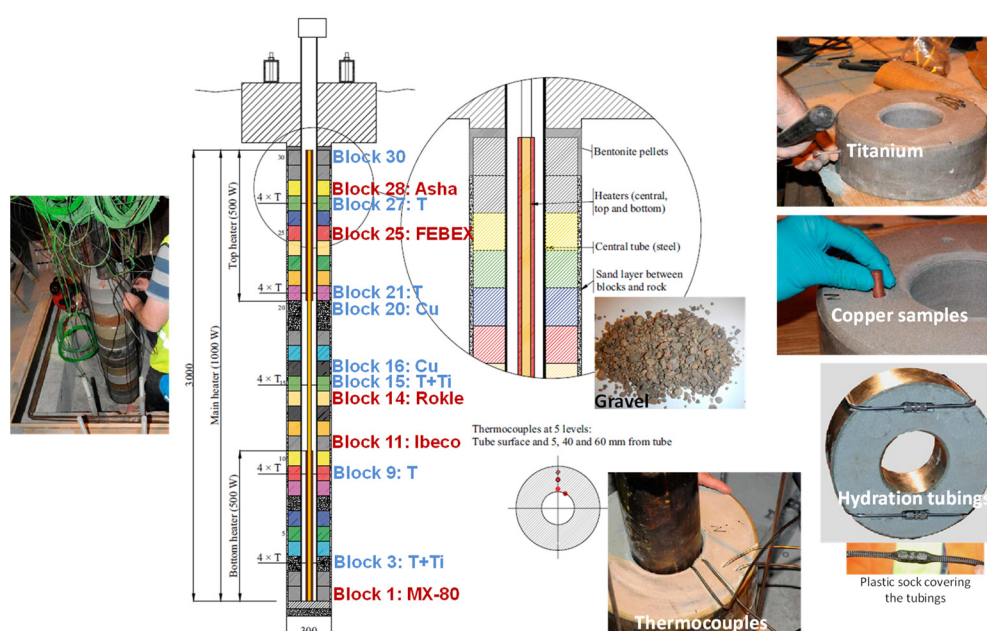 30
Block 30
Block 28: Asha
4 × T
Block 27: T
25
Block 25: FEBEX
4 × T
Block 21: T
20
Block 20: Cu
Block 16: Cu
4 × T
15
Block 15: T+Ti
Block 14: Rokle
Block 11: Ibeco
10
4 × T
Block 9: T
5
4 × T
Block 3: T+Ti
Block 1: MX-80
3000
Main heater (1000 W)
Top heater (500 W)
Bottom heater (500 W)
300
Bentonite pellets
Heaters (central,
top and bottom)
Central tube (steel)
Sand layer between
blocks and rock
Gravel
Thermocouples at 5 levels:
Tube surface and 5, 40 and 60 mm from tube
Thermocouples
Titanium
Copper samples
Hydration tubings
Plastic sock covering
the tubings